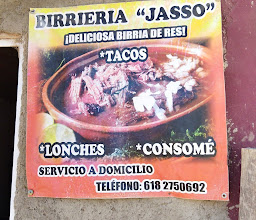 BIRRIERIA "JASSO"
¡DELICIOSA BIRRIA DE RES!
*TACOS
*LONCHES *CONSOMÉ
SERVICIO A DOMICILIO
TELÉFONO: 618 2750692